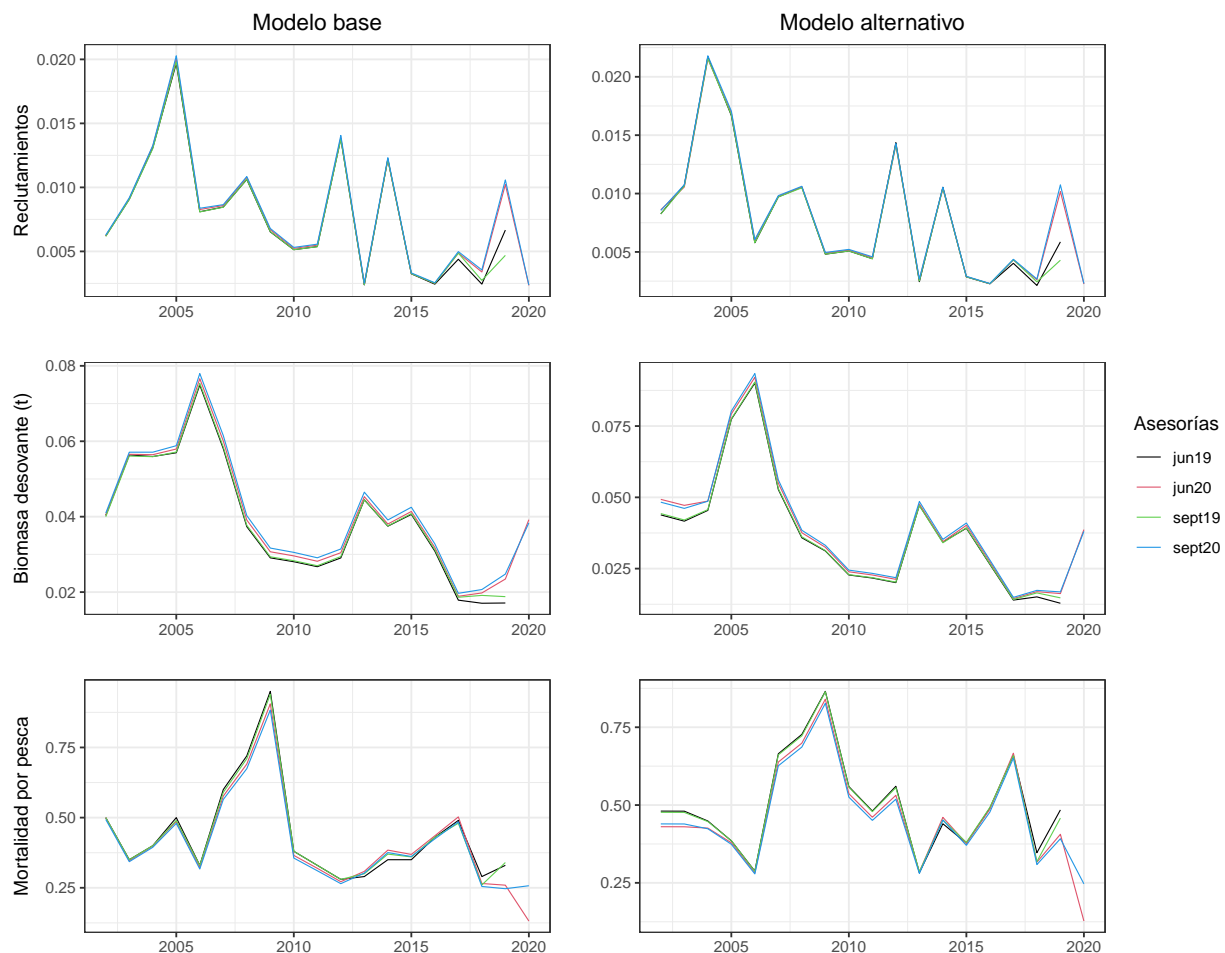 Modelo base
Modelo alternativo
Reclutamientos
0.020
0.015
0.010
0.005
2005 2010 2015 2020
0.020
0.015
0.010
0.005
2005 2010 2015 2020
Biomasa desovante (t)
0.08
0.06
0.04
0.02
2005 2010 2015 2020
0.075
0.050
0.025
2005 2010 2015 2020
Asesorías
jun19
jun20
sept19
sept20
Mortalidad por pesca
0.75
0.50
0.25
2005 2010 2015 2020
0.75
0.50
0.25
2005 2010 2015 2020